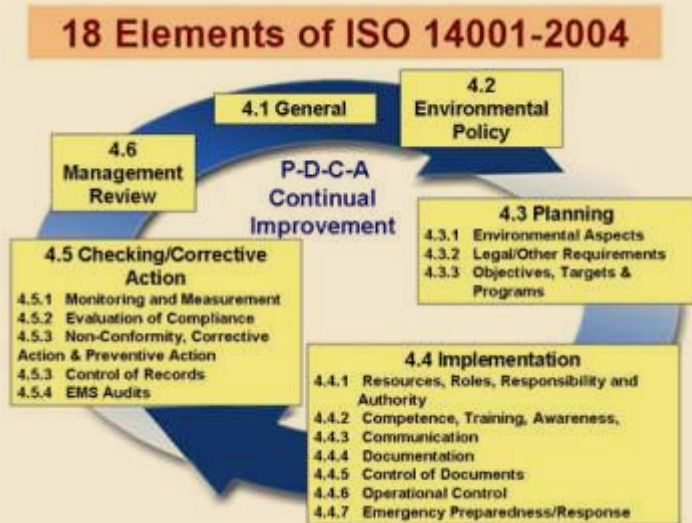 18 Elements of ISO 14001-2004
4.1 General
4.2
Environmental
Policy
4.6
Management
Review
P-D-C-A
Continual
Improvement
4.3 Planning
4.3.1 Environmental Aspects
4.3.2 Legal/Other Requirements
4.3.3 Objectives, Targets &
Programs
4.5 Checking/Corrective
Action
4.5.1 Monitoring and Measurement
4.5.2 Evaluation of Compliance
4.5.3 Non-Conformity, Corrective
Action & Preventive Action
4.5.3 Control of Records
4.5.4 EMS Audits
4.4 Implementation
4.4.1 Resources, Roles, Responsibility and
Authority
4.4.2 Competence, Training, Awareness,
4.4.3 Communication
4.4.4 Documentation
4.4.5 Control of Documents
4.4.6 Operational Control
4.4.7 Emergency Preparedness/Response